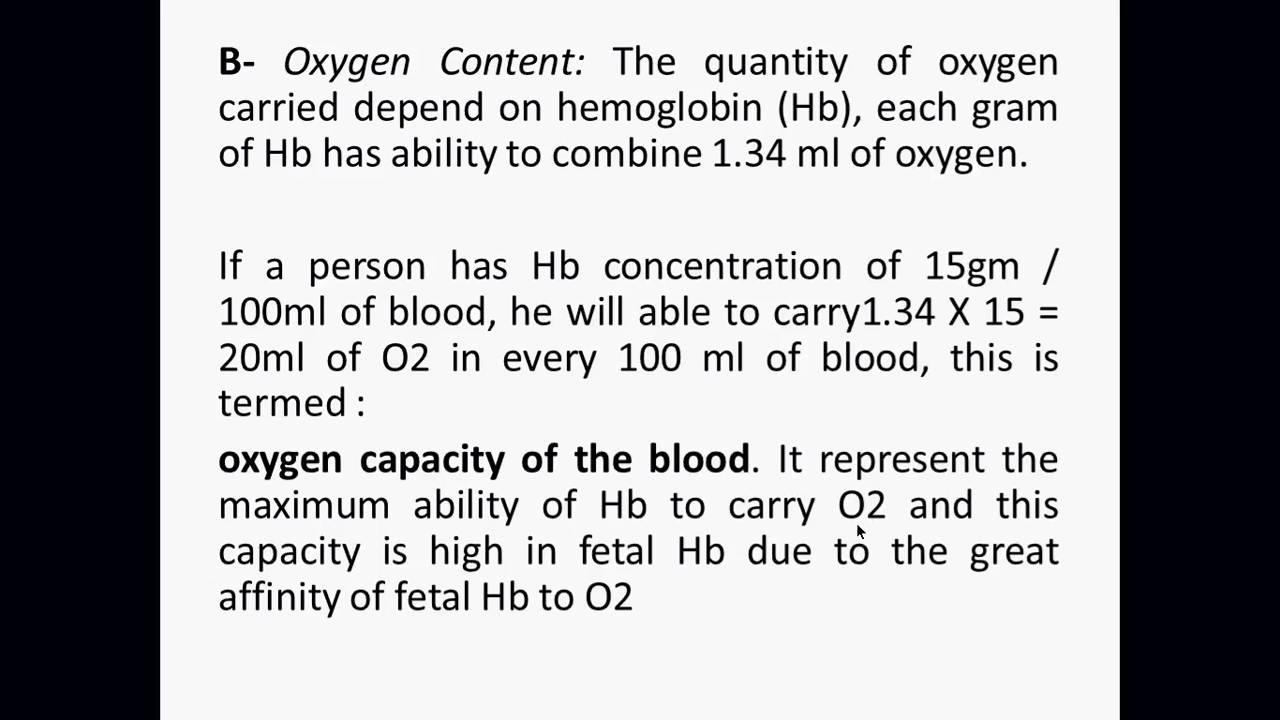 B- Oxygen Content: The quantity of oxygen
carried depend on hemoglobin (Hb), each gram
of Hb has ability to combine 1.34 ml of oxygen.
If a person has Hb concentration of 15gm /
100ml of blood, he will able to carry1.34 X 15 =
20ml of O2 in every 100 ml of blood, this is
termed :
oxygen capacity of the blood. It represent the
maximum ability of Hb to carry O2 and this
capacity is high in fetal Hb due to the great
affinity of fetal Hb to O2